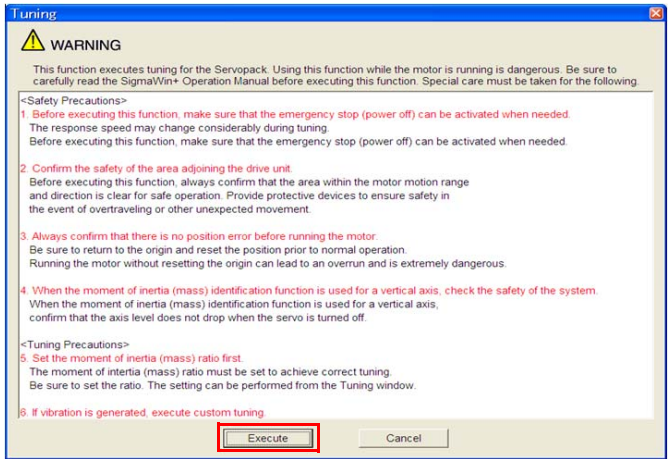 Tuning
WARNING
This function executes tuning for the Servopack. Using this function while the motor is running is dangerous. Be sure to
carefully read the SigmaWin+ Operation Manual before executing this function. Special care must be taken for the following.
<Safety Precautions>
1. Before executing this function, make sure that the emergency stop (power off) can be activated when needed.
The response speed may change considerably during tuning.
Before executing this function, make sure that the emergency stop (power off) can be activated when needed.
2. Confirm the safety of the area adjoining the drive unit.
Before executing this function, always confirm that the area within the motor motion range
and direction is clear for safe operation. Provide protective devices to ensure safety in
the event of overtraveling or other unexpected movement.
3. Always confirm that there is no position error before running the motor.
Be sure to return to the origin and reset the position prior to normal operation.
Running the motor without resetting the origin can lead to an overrun and is extremely dangerous.
4. When the moment of inertia (mass) identification function is used for a vertical axis, check the safety of the system.
When the moment of inertia (mass) identification function is used for a vertical axis,
confirm that the axis level does not drop when the servo is turned off.
<Tuning Precautions>
5. Set the moment of inertia (mass) ratio first.
The moment of intertia (mass) ratio must be set to achieve correct tuning.
Be sure to set the ratio. The setting can be performed from the Tuning window.
6. If vibration is generated, execute custom tuning.
Execute
Cancel